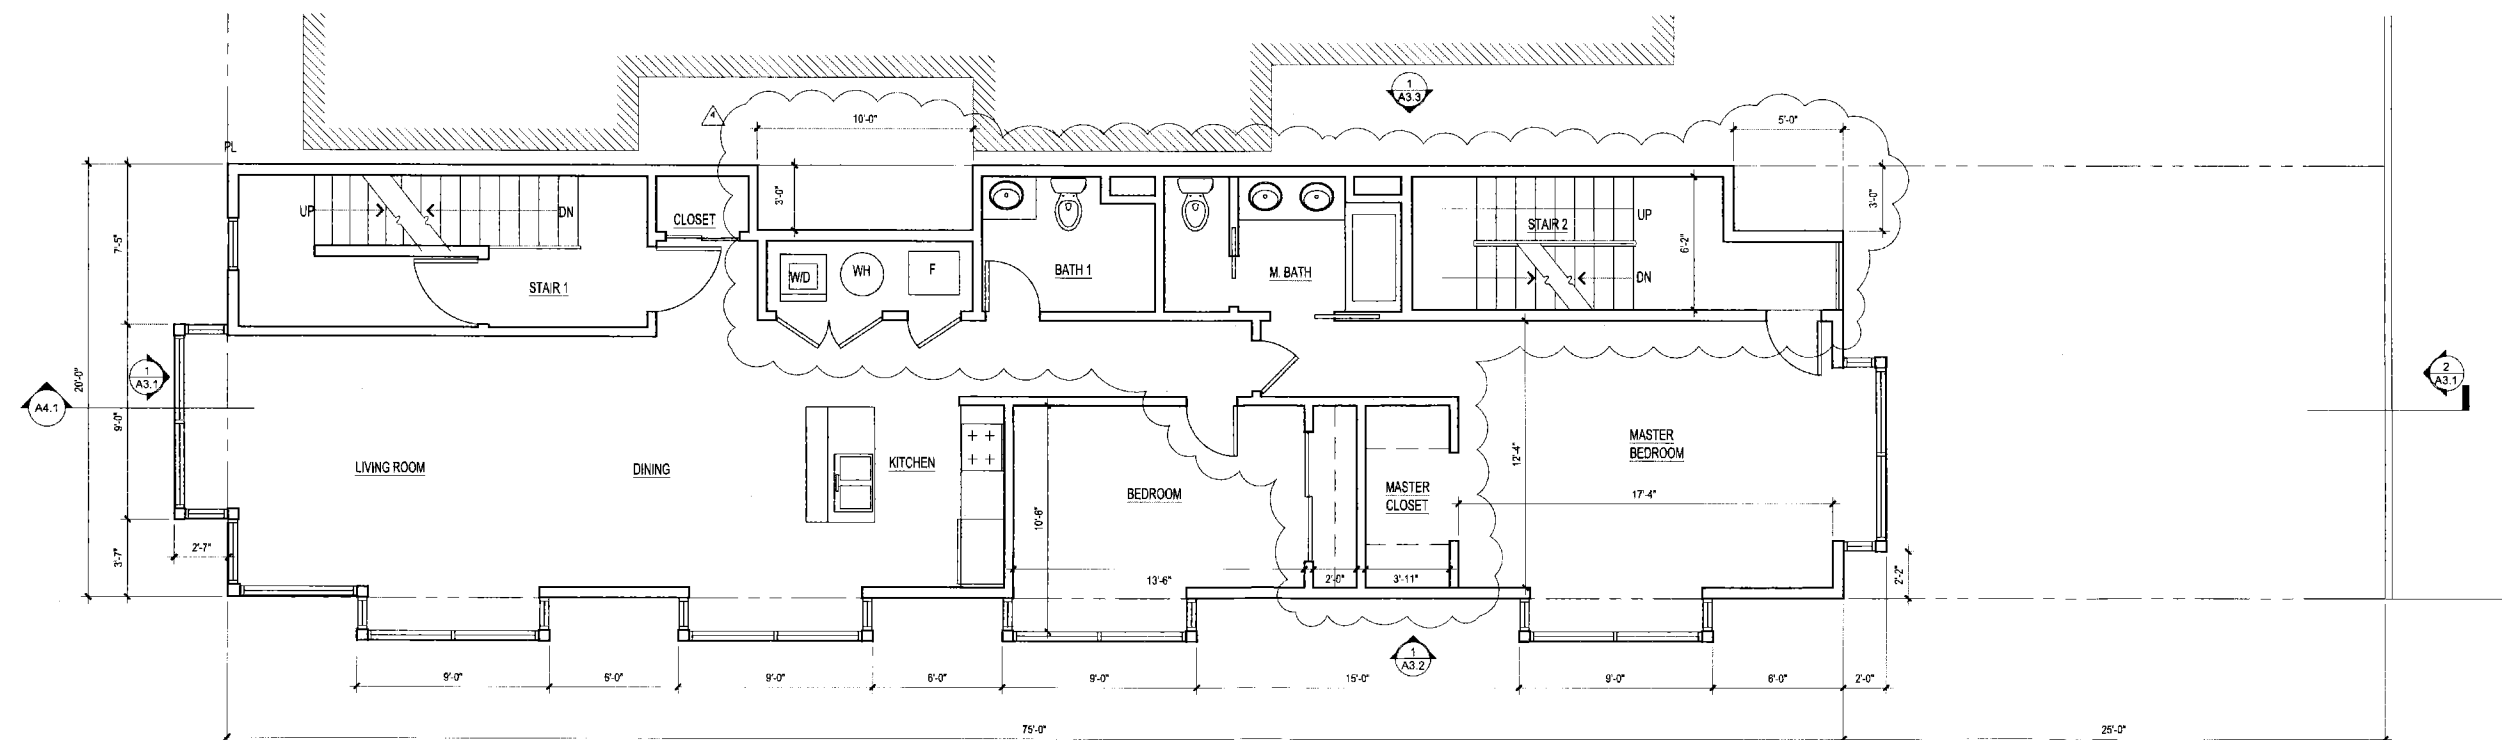 1
A3.3
4
10'-0"
5'-0"
PL
3'-0"
3'-0"
UP
DN
CLOSET
STAIR 2
UP
7'-5"
6'-2"
W/D
WH
F
BATH 1
M. BATH
DN
STAIR 1
1
A3.1
2
A3.1
20'-0"
A4.1
9'-0"
12'-4"
MASTER
BEDROOM
LIVING ROOM
DINING
KITCHEN
BEDROOM
MASTER
CLOSET
17'-4"
10'-6"
2'-7"
3'-7"
13'-6"
2'-0"
3'-11"
2'-2"
1
A3.2
9'-0"
6'-0"
9'-0"
6'-0"
9'-0"
15'-0"
9'-0"
6'-0"
2'-0"
75'-0"
25'-0"